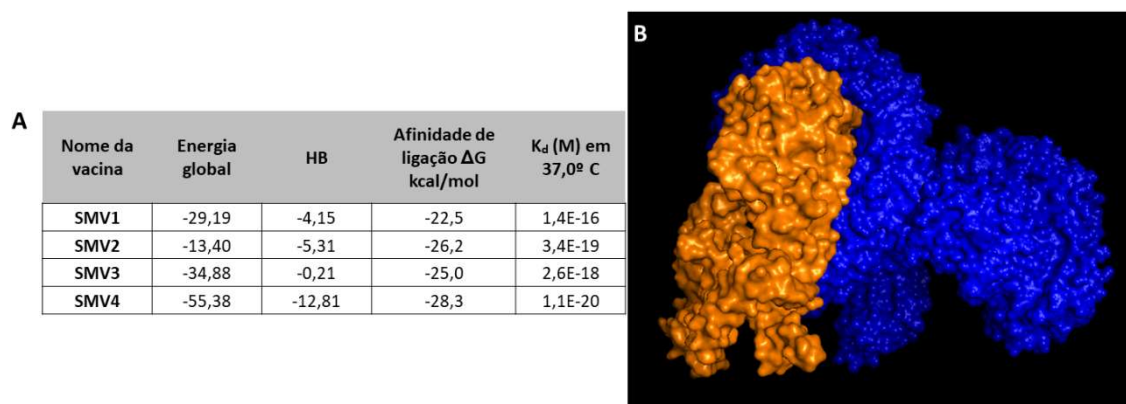 A
Nome da vacina Energia global HB Afinidade de ligação ΔG kcal/mol Kd (M) em 37,0º C
SMV1 -29,19 -4,15 -22,5 1,4E-16
SMV2 -13,40 -5,31 -26,2 3,4E-19
SMV3 -34,88 -0,21 -25,0 2,6E-18
SMV4 -55,38 -12,81 -28,3 1,1E-20
B